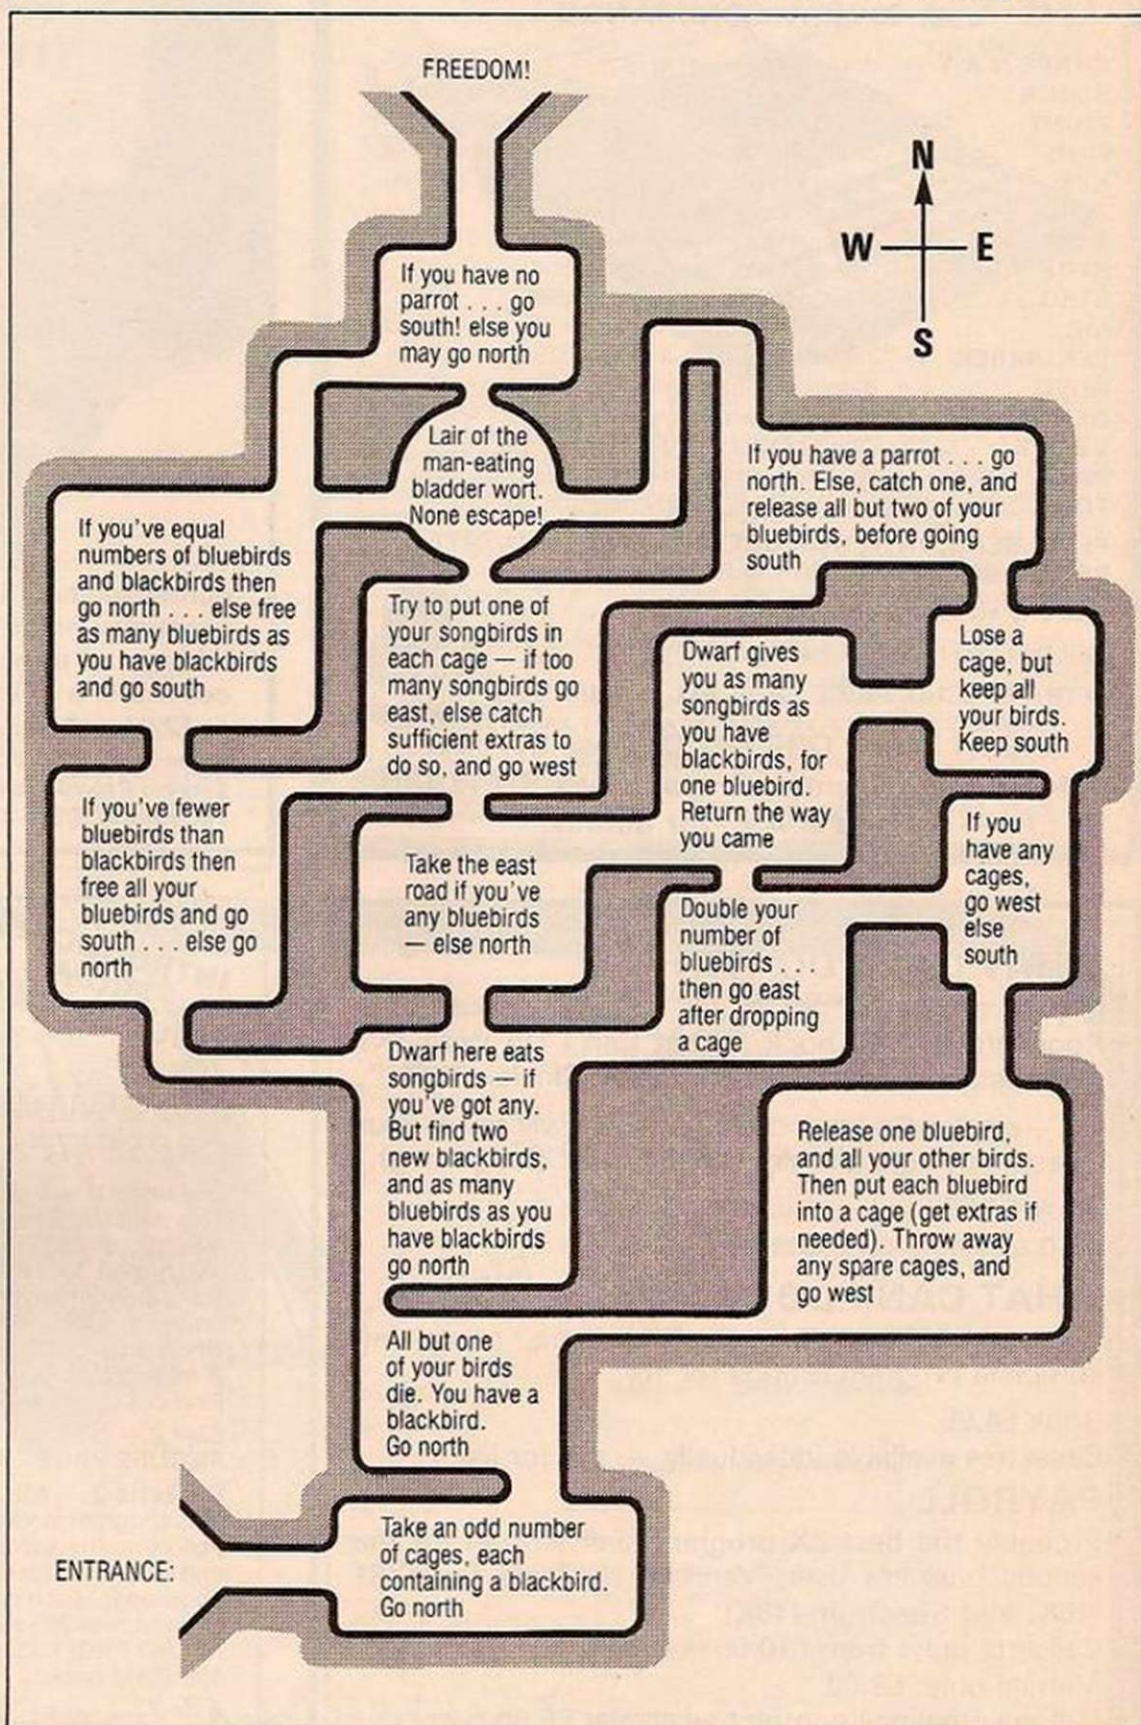 FREEDOM!
N
W
E
S
If you have no
parrot . . . go
south! else you
may go north
Lair of the
man-eating
bladder wort.
None escape!
If you have a parrot . . . go
north. Else, catch one, and
release all but two of your
bluebirds, before going
south
If you've equal
numbers of bluebirds
and blackbirds then
go north . . . else free
as many bluebirds as
you have blackbirds
and go south
Try to put one of
your songbirds in
each cage — if too
many songbirds go
east, else catch
sufficient extras to
do so, and go west
Dwarf gives
you as many
songbirds as
you have
blackbirds, for
one bluebird.
Return the way
you came
Lose a
cage, but
keep all
your birds.
Keep south
If you've fewer
bluebirds than
blackbirds then
free all your
bluebirds and go
south . . . else go
north
Take the east
road if you've
any bluebirds
— else north
If you
have any
cages,
go west
else
south
Double your
number of
bluebirds . . .
then go east
after dropping
a cage
Dwarf here eats
songbirds — if
you've got any.
But find two
new blackbirds,
and as many
bluebirds as you
have blackbirds
go north
Release one bluebird,
and all your other birds.
Then put each bluebird
into a cage (get extras if
needed). Throw away
any spare cages, and
go west
All but one
of your birds
die. You have a
blackbird.
Go north
ENTRANCE:
Take an odd number
of cages, each
containing a blackbird.
Go north